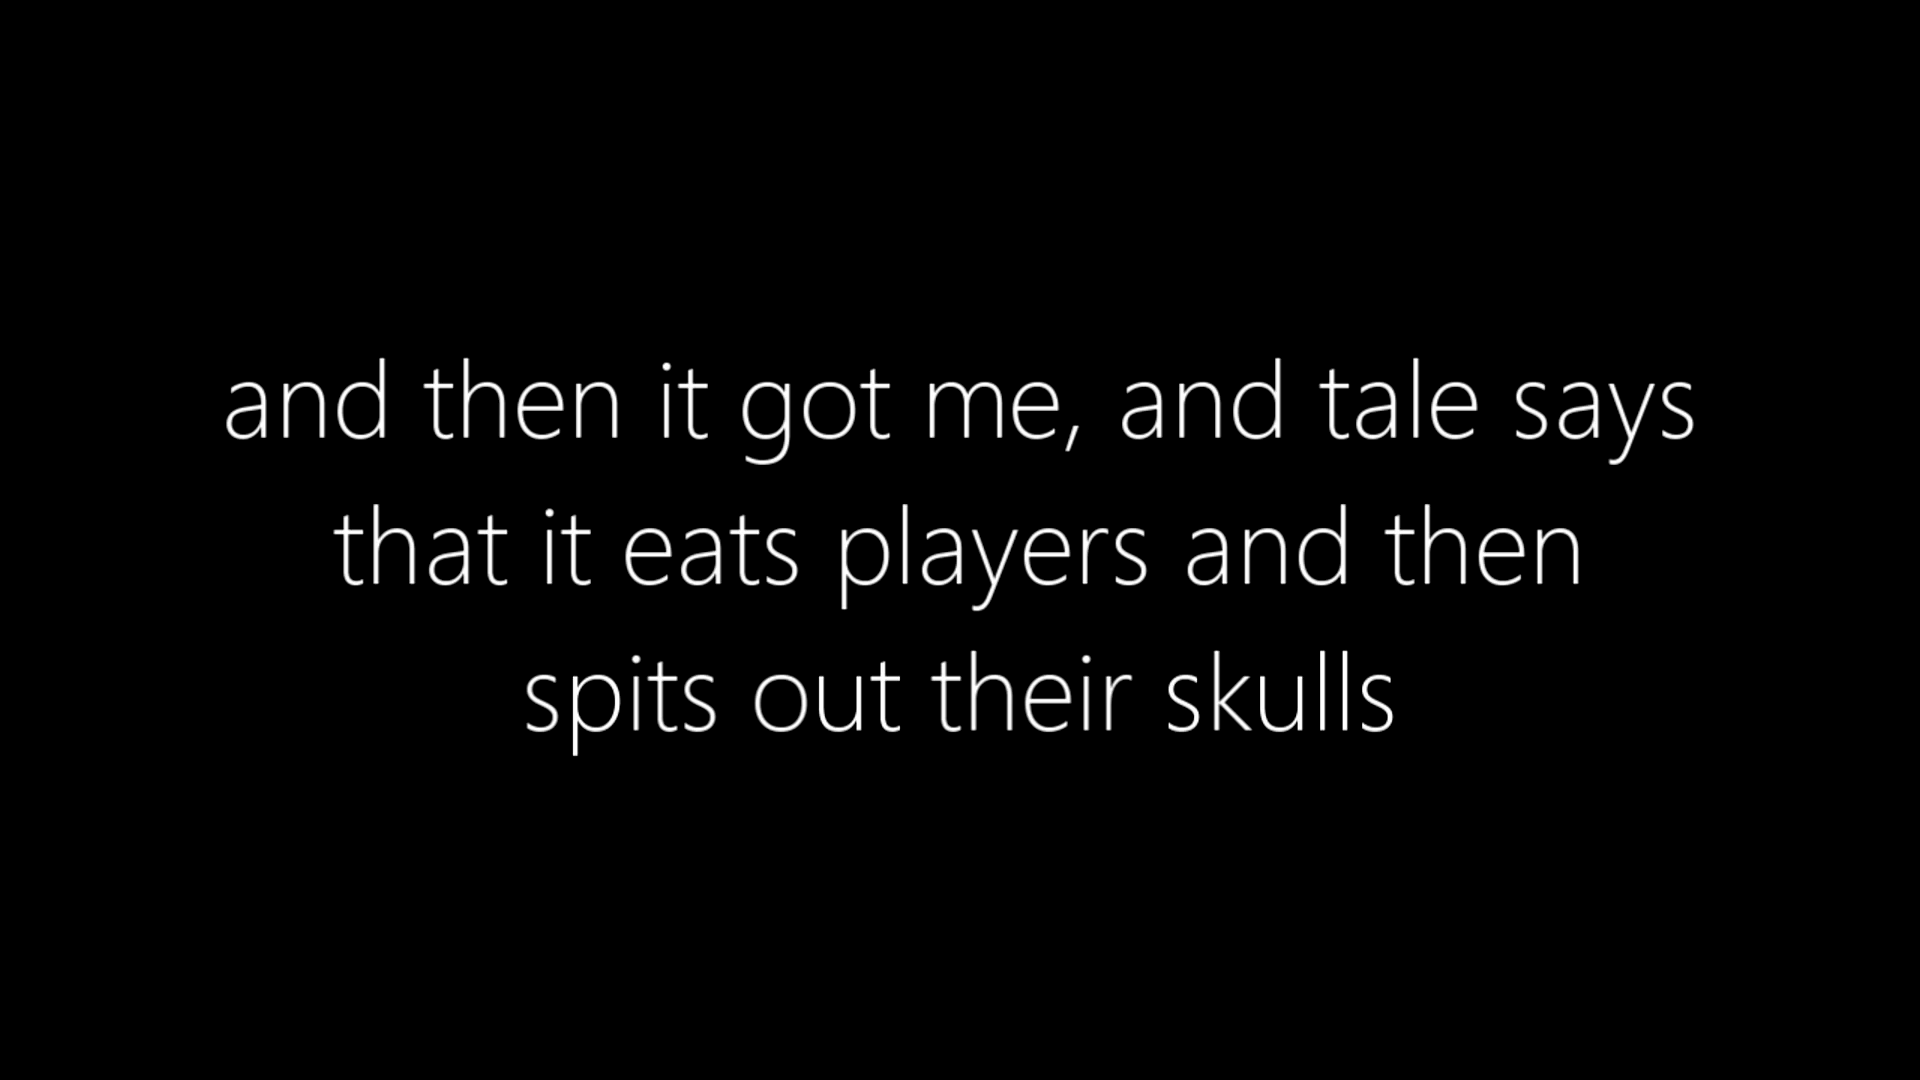 and then it got me, and tale says
that it eats players and then
spits out their skulls